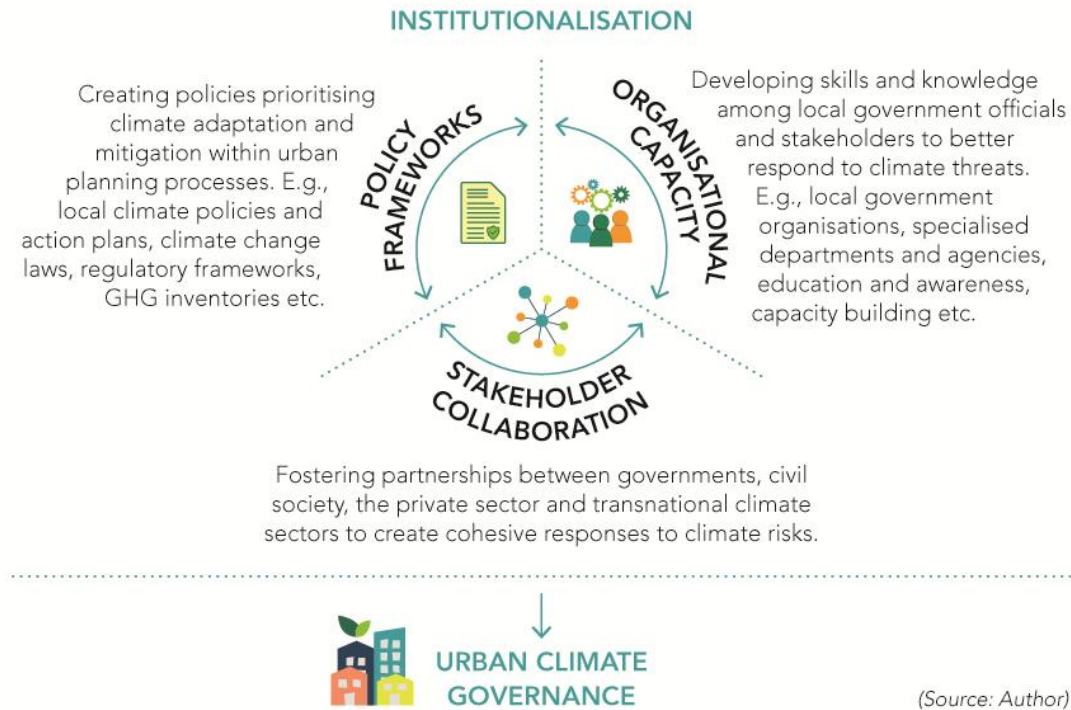 INSTITUTIONALISATION
Creating policies prioritising
climate adaptation and
mitigation within urban
planning processes. E.g.,
local climate policies and
action plans, climate change
laws, regulatory frameworks,
GHG inventories etc.
POLICY
FRAMEWORKS
ORGANISATIONAL
CAPACITY
Developing skills and knowledge
among local government officials
and stakeholders to better
respond to climate threats.
E.g., local government
organisations, specialised
departments and agencies,
education and awareness,
capacity building etc.
STAKEHOLDER
COLLABORATION
Fostering partnerships between governments, civil
society, the private sector and transnational climate
sectors to create cohesive responses to climate risks.
URBAN CLIMATE
GOVERNANCE
(Source: Author)